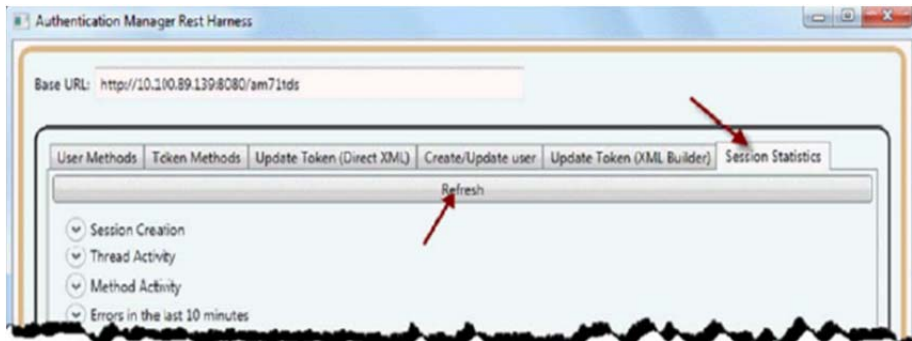 Authentication Manager Rest Harness
Base URL: http://10.100.89.139:8080/am71tds
User Methods Token Methods Update Token (Direct XML) Create/Update user Update Token (XML Builder) Session Statistics
Refresh
Session Creation
Thread Activity
Method Activity
Errors in the last 10 minutes